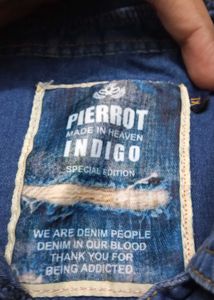 PIERROT
MADE IN HEAVEN
INDIGO
SPECIAL EDITION
WE ARE DENIM PEOPLE
DENIM IN OUR BLOOD
THANK YOU FOR
BEING ADDICTED.